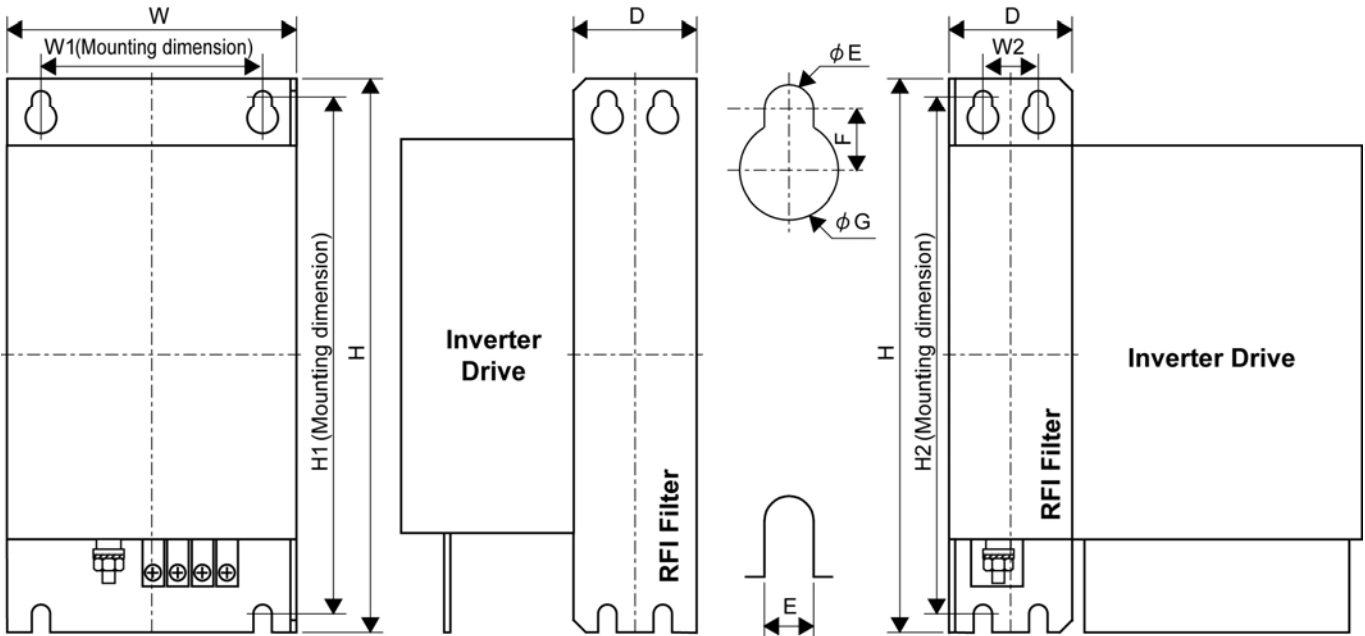 W
W1(Mounting dimension)
H1 (Mounting dimension)
H
D
Inverter
Drive
RFI Filter
φE
F
φG
E
D
W2
H
H2 (Mounting dimension)
RFI Filter
Inverter Drive